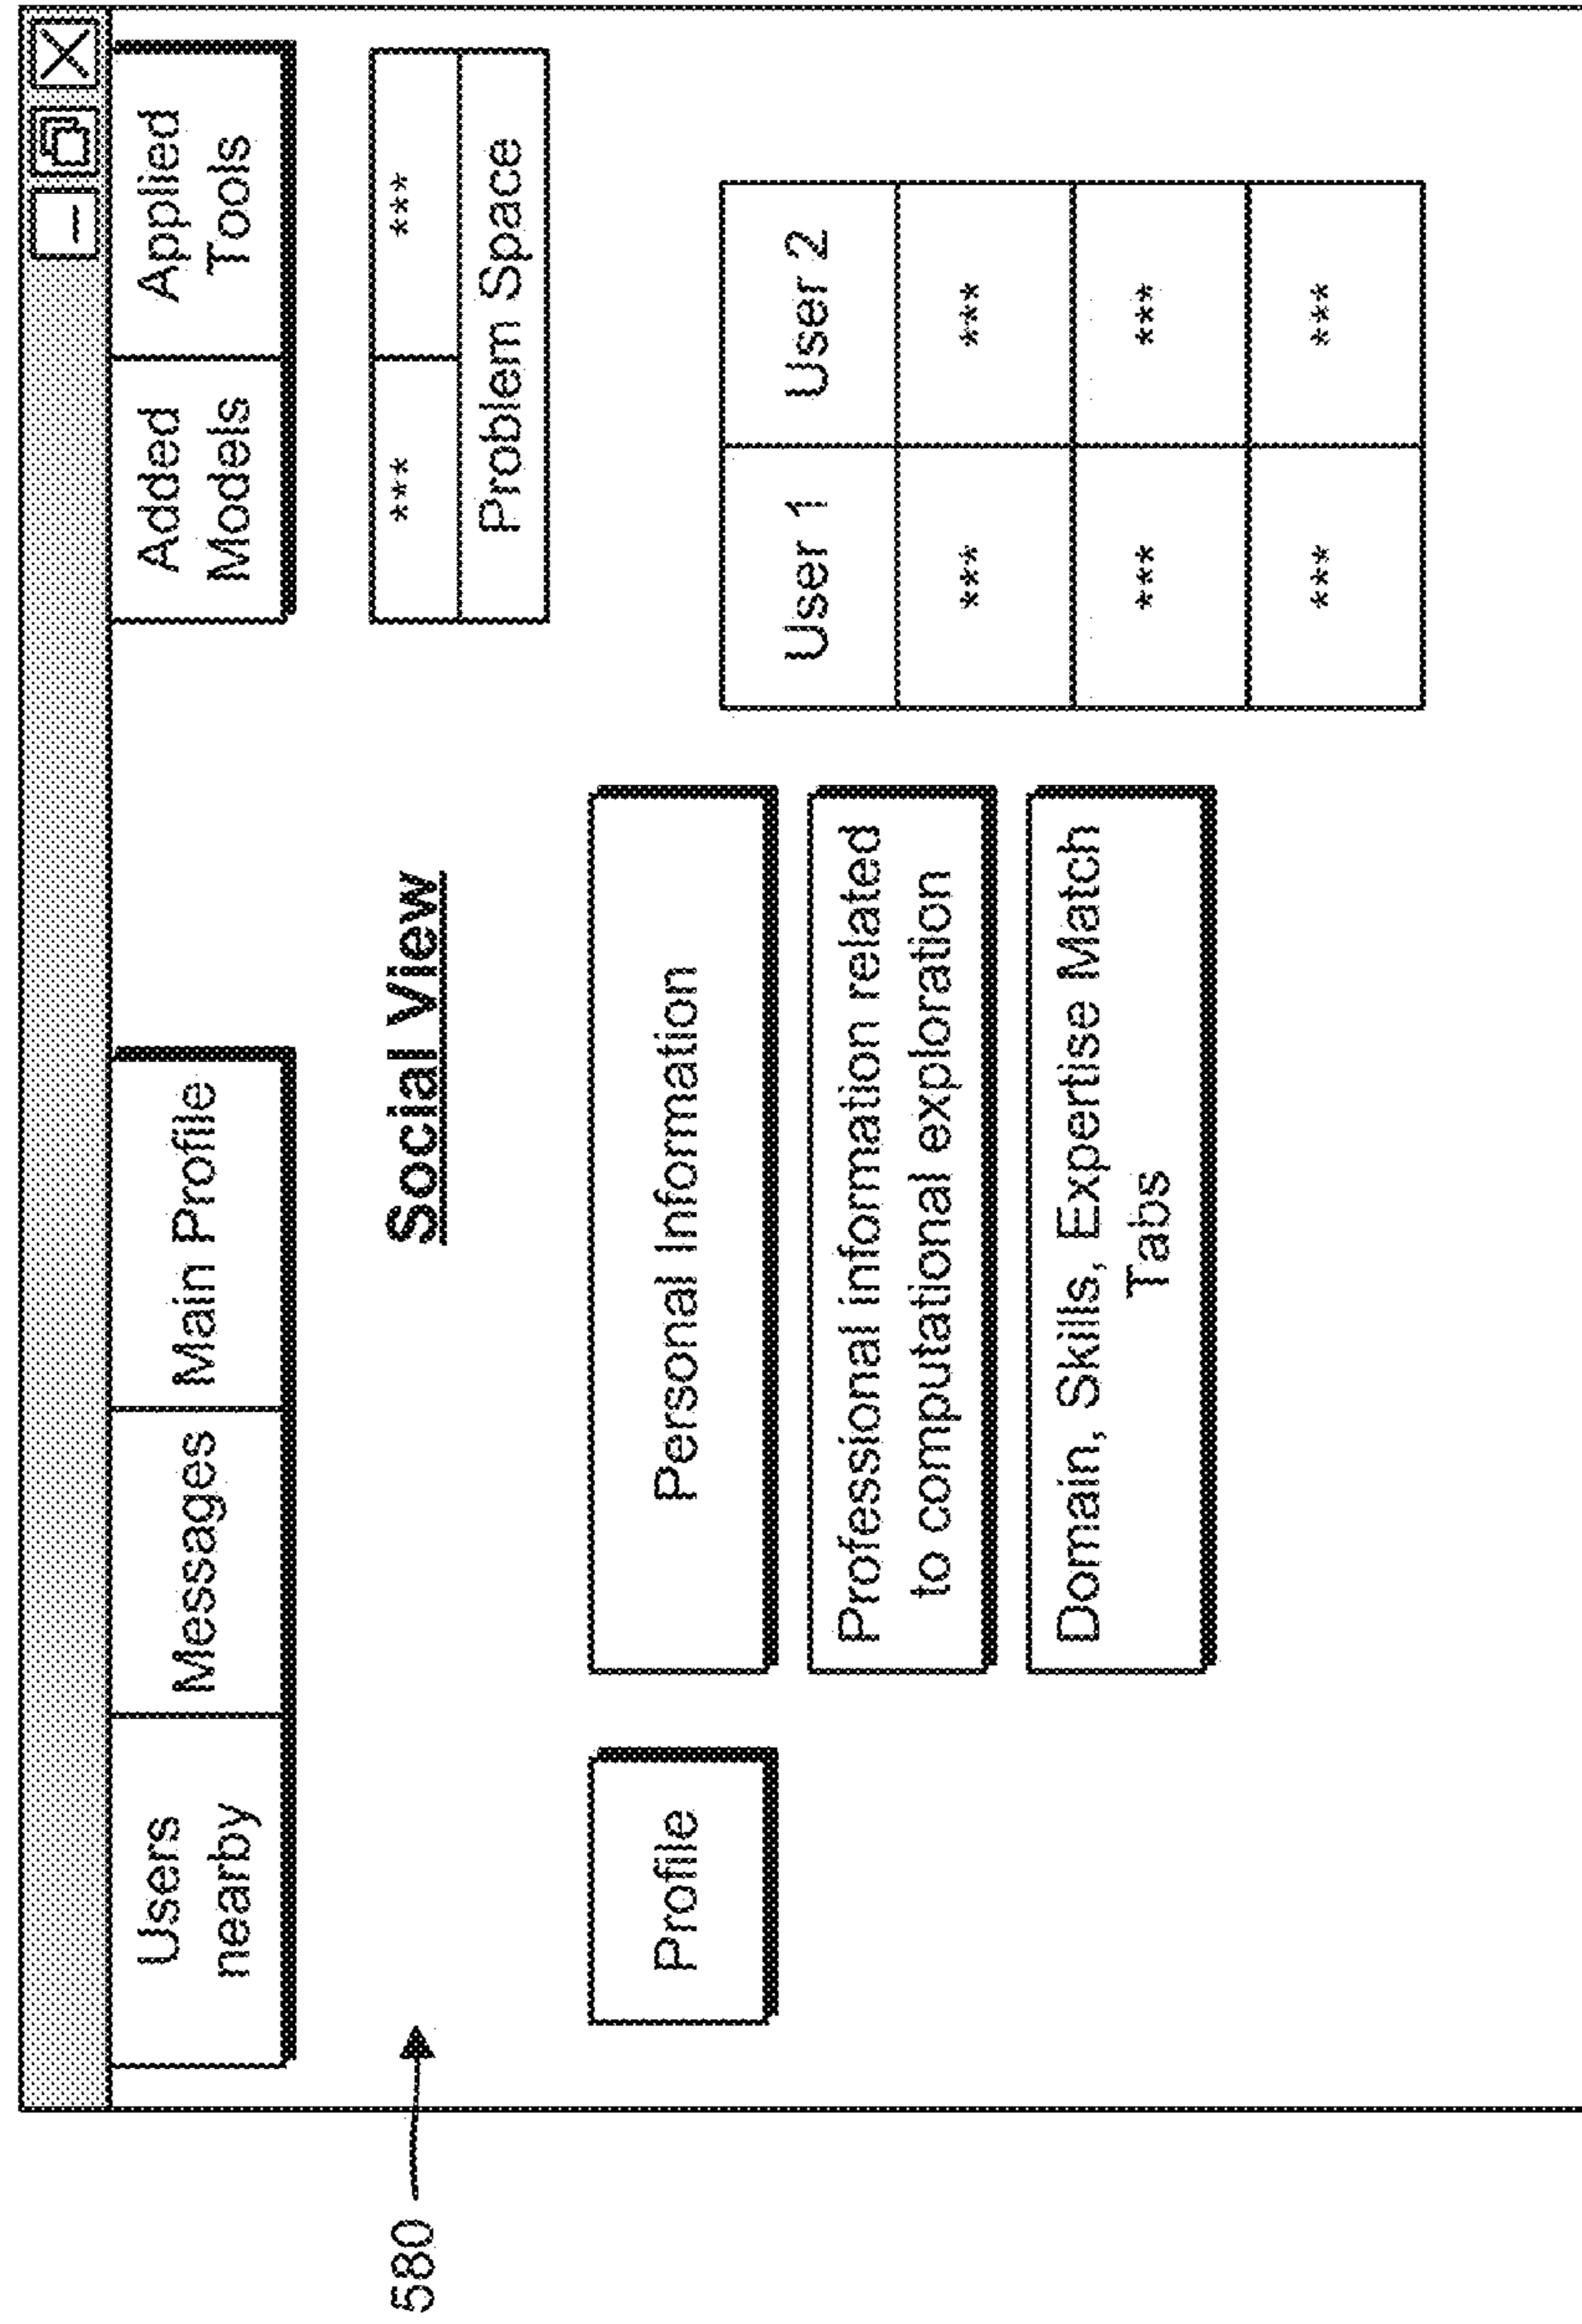 Users
nearby
Messages
Main Profile
Added
Models
Applied
Tools
580
Social View
*** ***
Problem Space
Profile
Personal Information
Professional information related
to computational exploration
Domain, Skills, Expertise Match
Tabs
User 1 User 2
*** ***
*** ***
*** ***